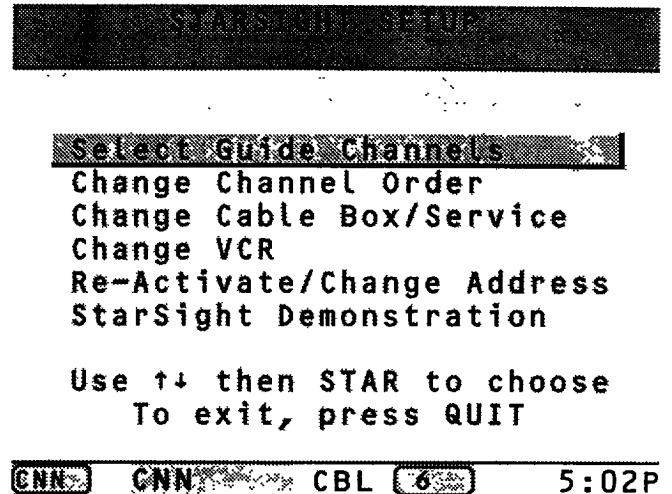 STARSIGHT SETUP
Select Guide Channels
Change Channel Order
Change Cable Box/Service
Change VCR
Re-Activate/Change Address
StarSight Demonstration
Use ↑↓ then STAR to choose
To exit, press QUIT
CNN CNN CBL 6 5:02P